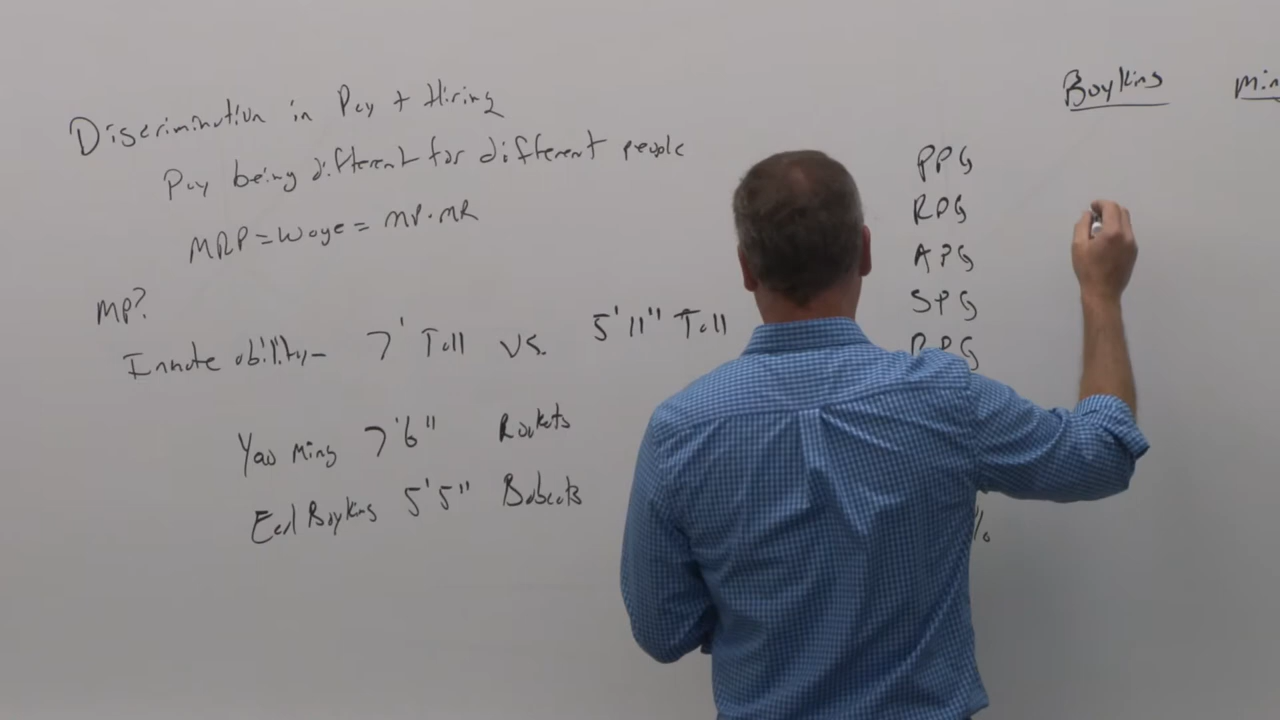 Discrimination in Pay + Hiring
Pay being different for different people
MRP = Wage = MP · MR
MP?
Innate ability - 7' Tall vs. 5'11" Tall
Yao Ming 7'6" Rockets
Earl Boykins 5'5" Bobcats
Boykins Min
PPG
RPG
APG
SPG
BPG
%